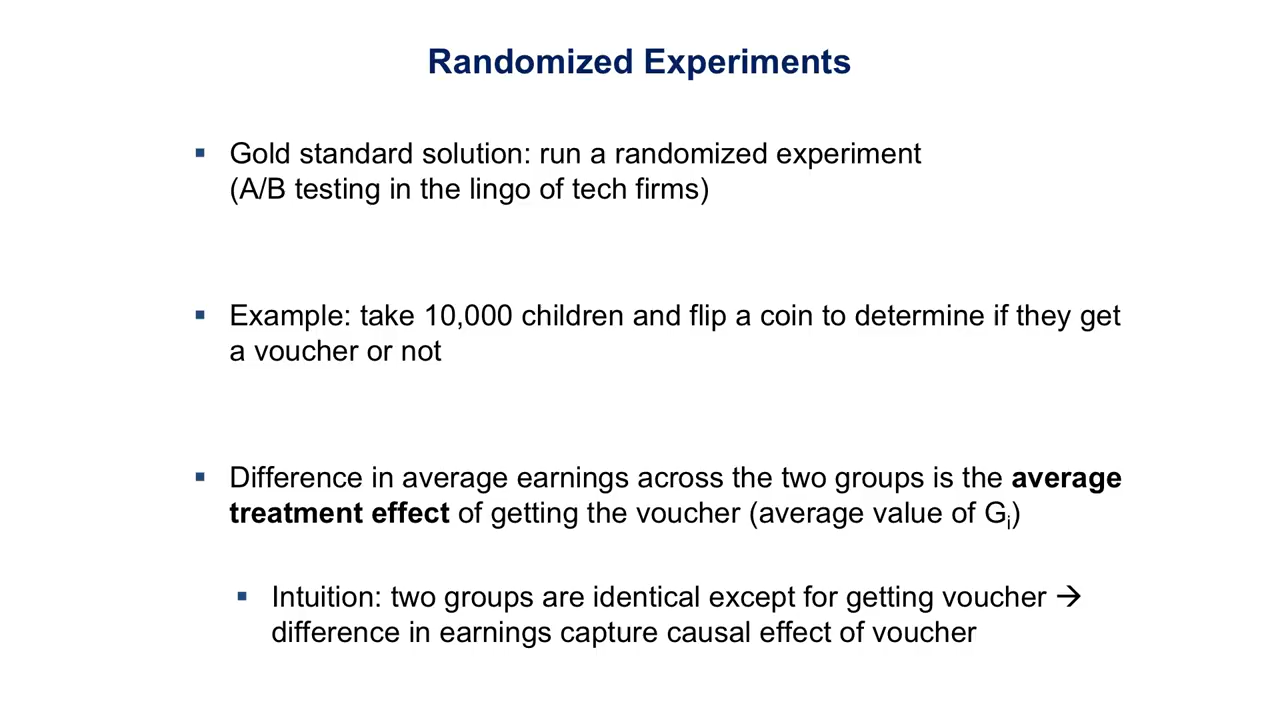 Randomized Experiments
▪ Gold standard solution: run a randomized experiment
(A/B testing in the lingo of tech firms)
▪ Example: take 10,000 children and flip a coin to determine if they get
a voucher or not
▪ Difference in average earnings across the two groups is the average
treatment effect of getting the voucher (average value of Gi)
▪ Intuition: two groups are identical except for getting voucher →
difference in earnings capture causal effect of voucher